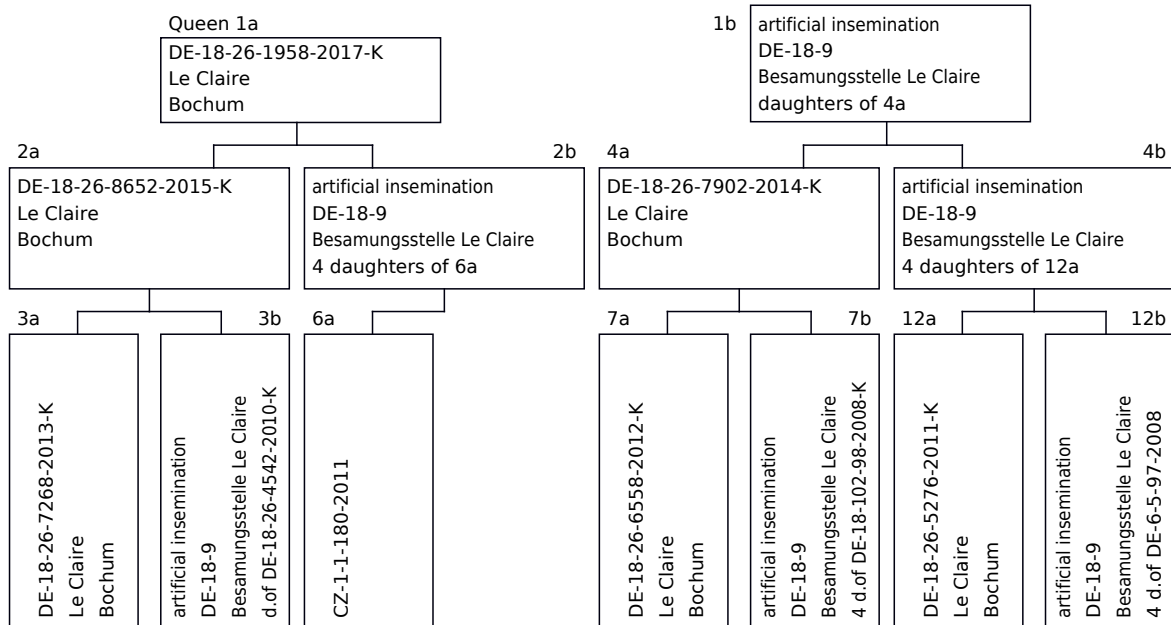 Queen 1a
DE-18-26-1958-2017-K
Le Claire
Bochum
1b
artificial insemination
DE-18-9
Besamungsstelle Le Claire
daughters of 4a
2a
DE-18-26-8652-2015-K
Le Claire
Bochum
2b
artificial insemination
DE-18-9
Besamungsstelle Le Claire
4 daughters of 6a
4a
DE-18-26-7902-2014-K
Le Claire
Bochum
4b
artificial insemination
DE-18-9
Besamungsstelle Le Claire
4 daughters of 12a
3a
DE-18-26-7268-2013-K
Le Claire
Bochum
3b
artificial insemination
DE-18-9
Besamungsstelle Le Claire
d.of DE-18-26-4542-2010-K
6a
CZ-1-1-180-2011
7a
DE-18-26-6558-2012-K
Le Claire
Bochum
7b
artificial insemination
DE-18-9
Besamungsstelle Le Claire
4 d.of DE-18-102-98-2008-K
12a
DE-18-26-5276-2011-K
Le Claire
Bochum
12b
artificial insemination
DE-18-9
Besamungsstelle Le Claire
4 d.of DE-6-5-97-2008